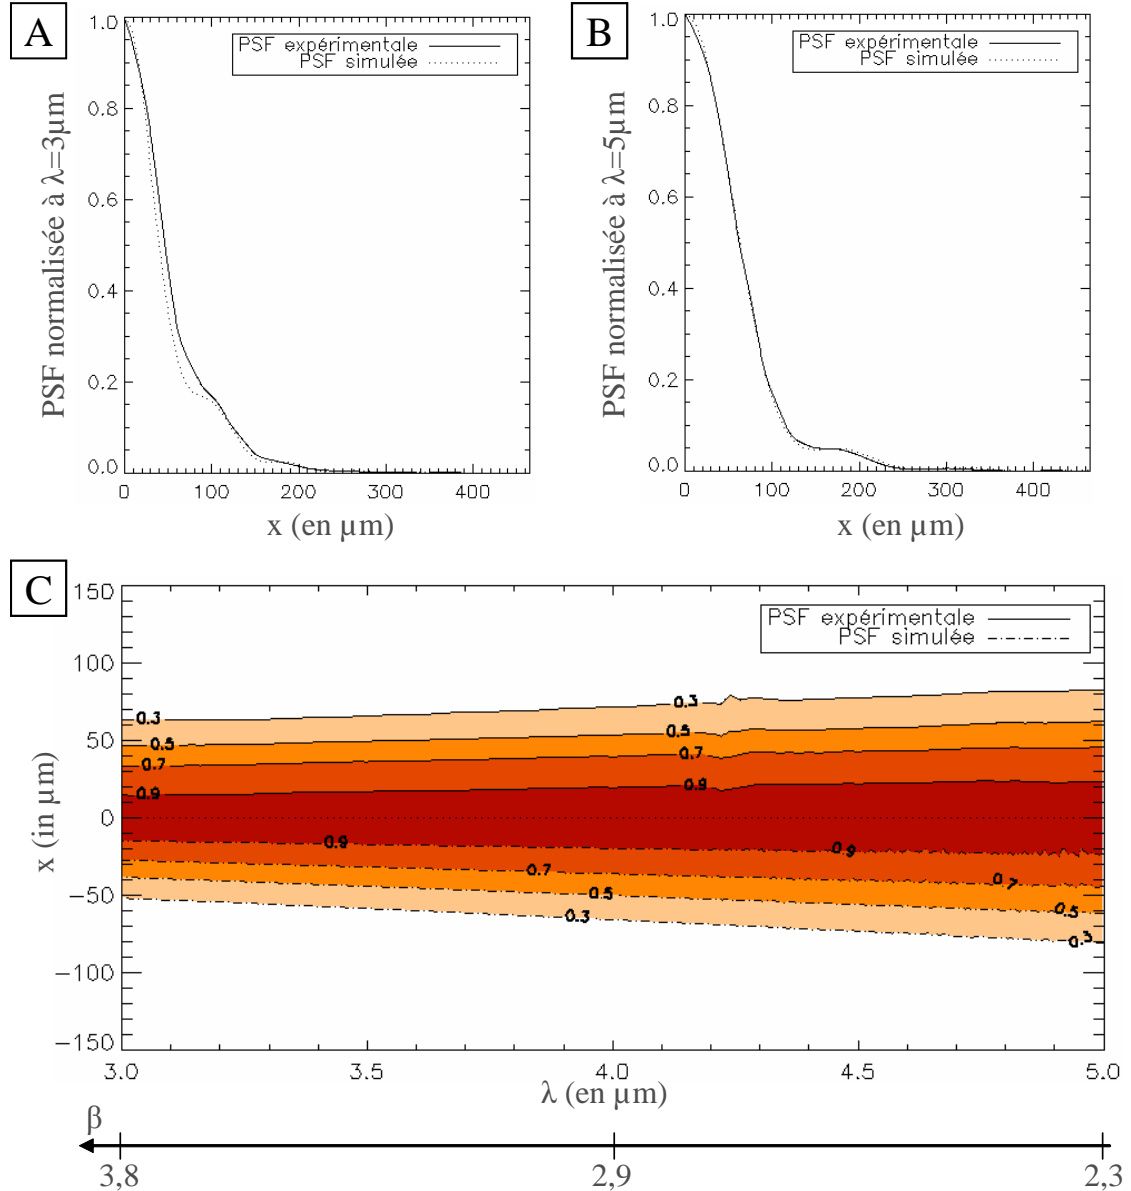 A
PSF normalisée à λ=3µm
1.0
0.8
0.6
0.4
0.2
0.0
PSF expérimentale
PSF simulée
0 100 200 300 400
x (en µm)
B
PSF normalisée à λ=5µm
1.0
0.8
0.6
0.4
0.2
0.0
PSF expérimentale
PSF simulée
0 100 200 300 400
x (en µm)
C
x (in µm)
150
100
50
0
−50
−100
−150
PSF expérimentale
PSF simulée
0.3 0.3
0.5 0.5
0.7 0.7
0.9 0.9
0.9 0.9
0.7 0.7
0.5 0.5
0.3 0.3
3.0 3.5 4.0 4.5 5.0
λ (en µm)
β
3,8 2,9 2,3